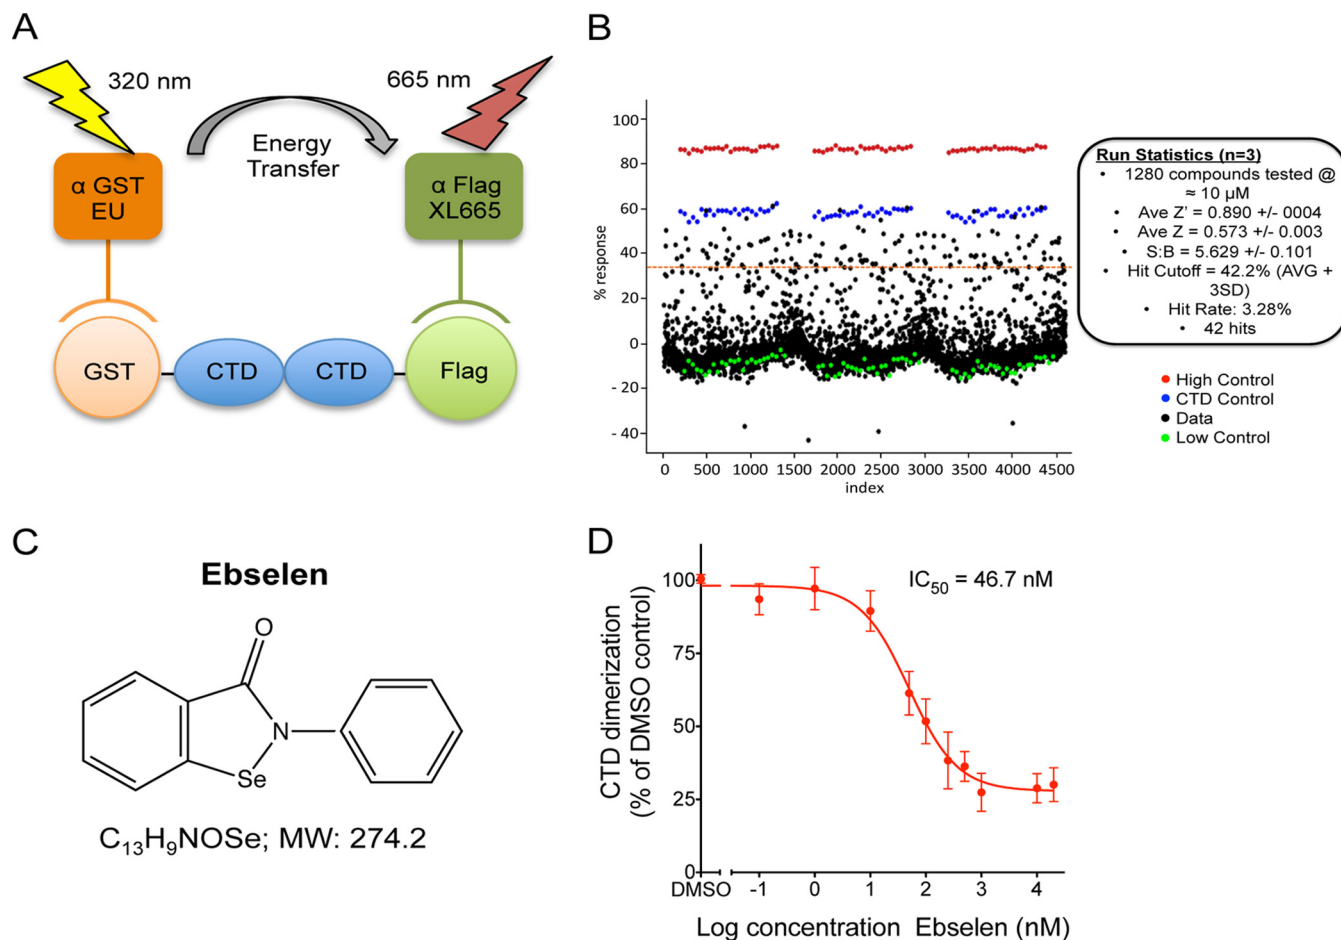 A
320 nm
665 nm
Energy
Transfer
α GST
EU
α Flag
XL665
GST
CTD
CTD
Flag
B
100
80
60
40
20
0
- 20
- 40
% response
0
500
1000
1500
2000
2500
3000
3500
4000
4500
index
Run Statistics (n=3)
• 1280 compounds tested @
≈ 10 µM
• Ave Z' = 0.890 +/- 0004
• Ave Z = 0.573 +/- 0.003
• S:B = 5.629 +/- 0.101
• Hit Cutoff = 42.2% (AVG +
3SD)
• Hit Rate: 3.28%
• 42 hits
High Control
CTD Control
Data
Low Control
C
Ebselen
O
N
Se
C₁₃H₉NOSe; MW: 274.2
D
IC₅₀ = 46.7 nM
100
75
50
25
0
CTD dimerization
(% of DMSO control)
DMSO
-1
0
1
2
3
4
Log concentration Ebselen (nM)